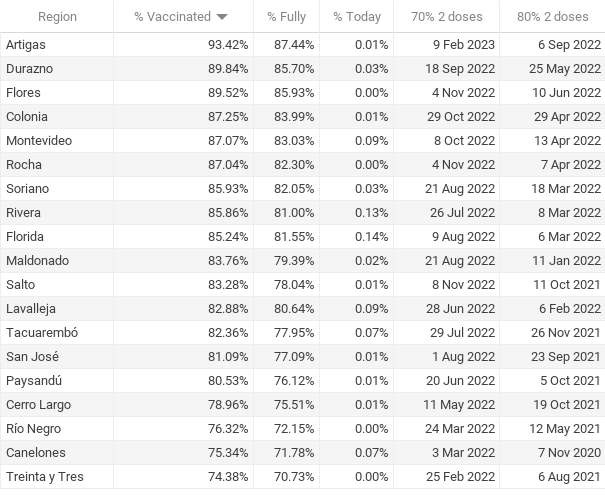 Region % Vaccinated % Fully % Today 70% 2 doses 80% 2 doses
Artigas 93.42% 87.44% 0.01% 9 Feb 2023 6 Sep 2022
Durazno 89.84% 85.70% 0.03% 18 Sep 2022 25 May 2022
Flores 89.52% 85.93% 0.00% 4 Nov 2022 10 Jun 2022
Colonia 87.25% 83.99% 0.01% 29 Oct 2022 29 Apr 2022
Montevideo 87.07% 83.03% 0.09% 8 Oct 2022 13 Apr 2022
Rocha 87.04% 82.30% 0.00% 4 Nov 2022 7 Apr 2022
Soriano 85.93% 82.05% 0.03% 21 Aug 2022 18 Mar 2022
Rivera 85.86% 81.00% 0.13% 26 Jul 2022 8 Mar 2022
Florida 85.24% 81.55% 0.14% 9 Aug 2022 6 Mar 2022
Maldonado 83.76% 79.39% 0.02% 21 Aug 2022 11 Jan 2022
Salto 83.28% 78.04% 0.01% 8 Nov 2022 11 Oct 2021
Lavalleja 82.88% 80.64% 0.09% 28 Jun 2022 6 Feb 2022
Tacuarembó 82.36% 77.95% 0.07% 29 Jul 2022 26 Nov 2021
San José 81.09% 77.09% 0.01% 1 Aug 2022 23 Sep 2021
Paysandú 80.53% 76.12% 0.01% 20 Jun 2022 5 Oct 2021
Cerro Largo 78.96% 75.51% 0.01% 11 May 2022 19 Oct 2021
Río Negro 76.32% 72.15% 0.00% 24 Mar 2022 12 May 2021
Canelones 75.34% 71.78% 0.07% 3 Mar 2022 7 Nov 2020
Treinta y Tres 74.38% 70.73% 0.00% 25 Feb 2022 6 Aug 2021